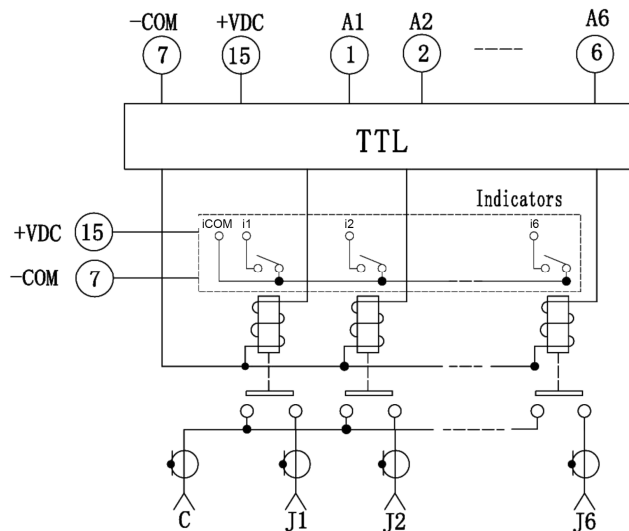 -COM +VDC A1 A2 A6
7 15 1 2 6
TTL
Indicators
+VDC 15 iCOM i1 i2 i6
-COM 7
C J1 J2 J6